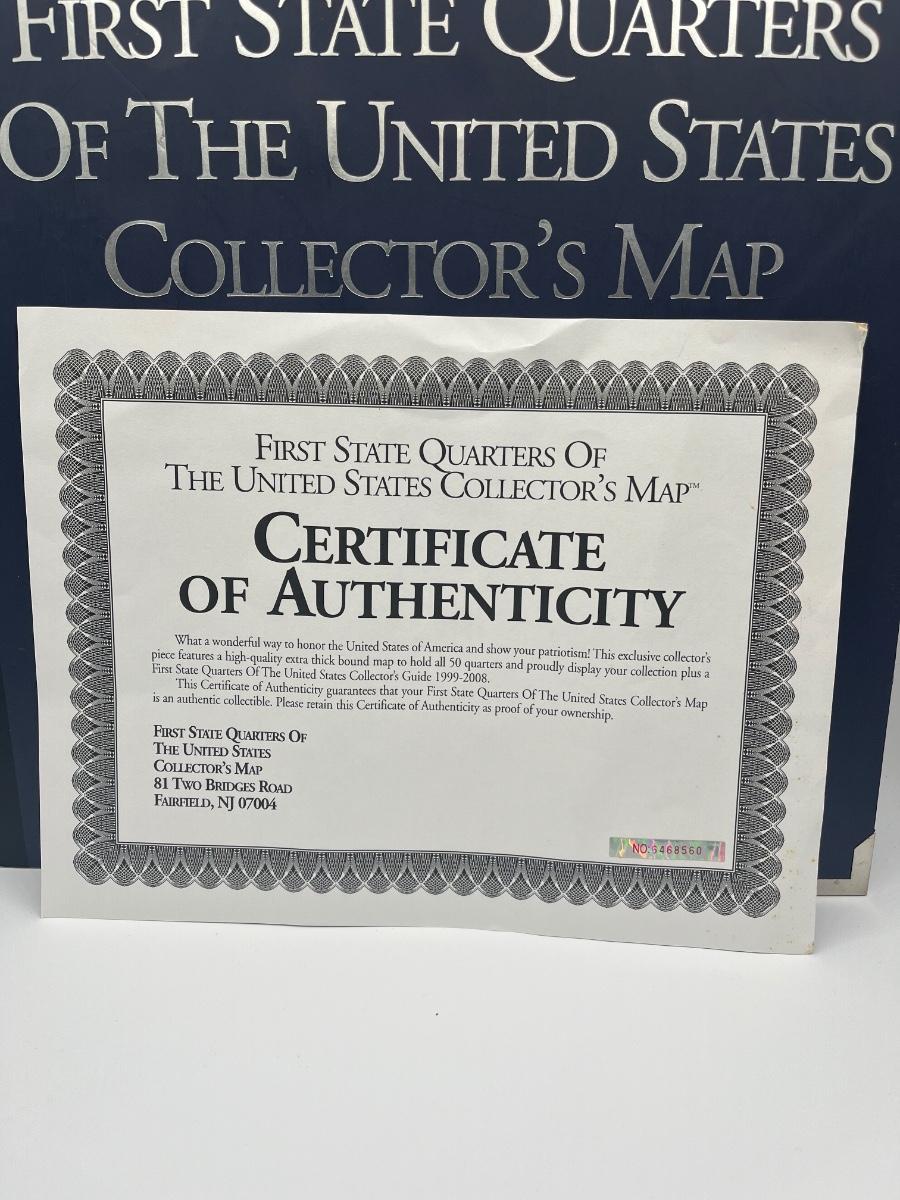 FIRST STATE QUARTERS
OF THE UNITED STATES
COLLECTOR'S MAP
FIRST STATE QUARTERS OF
THE UNITED STATES COLLECTOR'S MAP™
CERTIFICATE
OF AUTHENTICITY
What a wonderful way to honor the United States of America and show your patriotism! This exclusive collector's
piece features a high-quality extra thick bound map to hold all 50 quarters and proudly display your collection plus a
First State Quarters Of The United States Collector's Guide 1999-2008.
This Certificate of Authenticity guarantees that your First State Quarters Of The United States Collector's Map
is an authentic collectible. Please retain this Certificate of Authenticity as proof of your ownership.
FIRST STATE QUARTERS OF
THE UNITED STATES
COLLECTOR'S MAP
81 TWO BRIDGES ROAD
FAIRFIELD, NJ 07004
NO:6468560